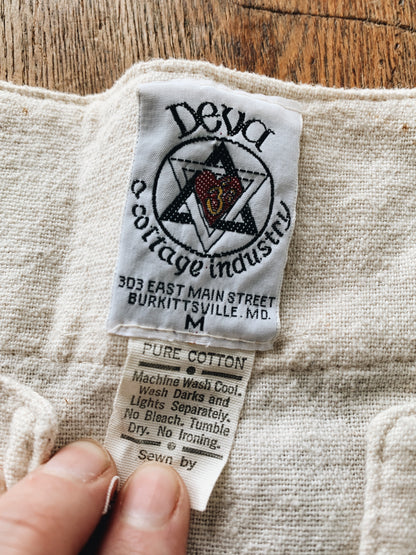 Deva
a cottage industry
303 EAST MAIN STREET
BURKITTSVILLE, MD.
M
PURE COTTON
Machine Wash Cool.
Wash Darks and
Lights Separately.
No Bleach. Tumble
Dry. No Ironing.
Sewn by